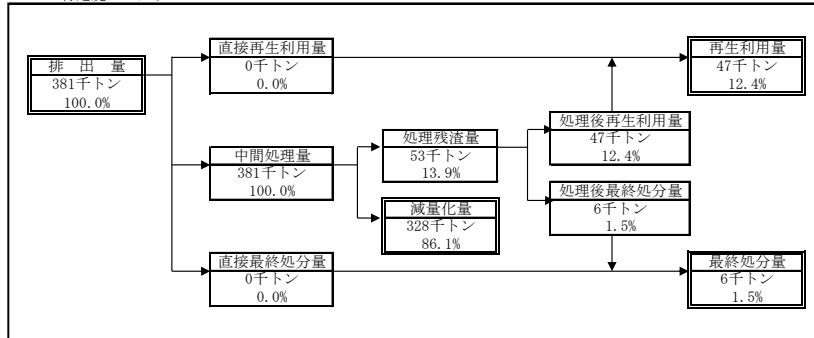 直接再生利用量
0千トン
0.0%
再生利用量
47千トン
12.4%
排 出 量
381千トン
100.0%
処理後再生利用量
47千トン
12.4%
処理残渣量
53千トン
13.9%
中間処理量
381千トン
100.0%
処理後最終処分量
6千トン
1.5%
減量化量
328千トン
86.1%
直接最終処分量
0千トン
0.0%
最終処分量
6千トン
1.5%